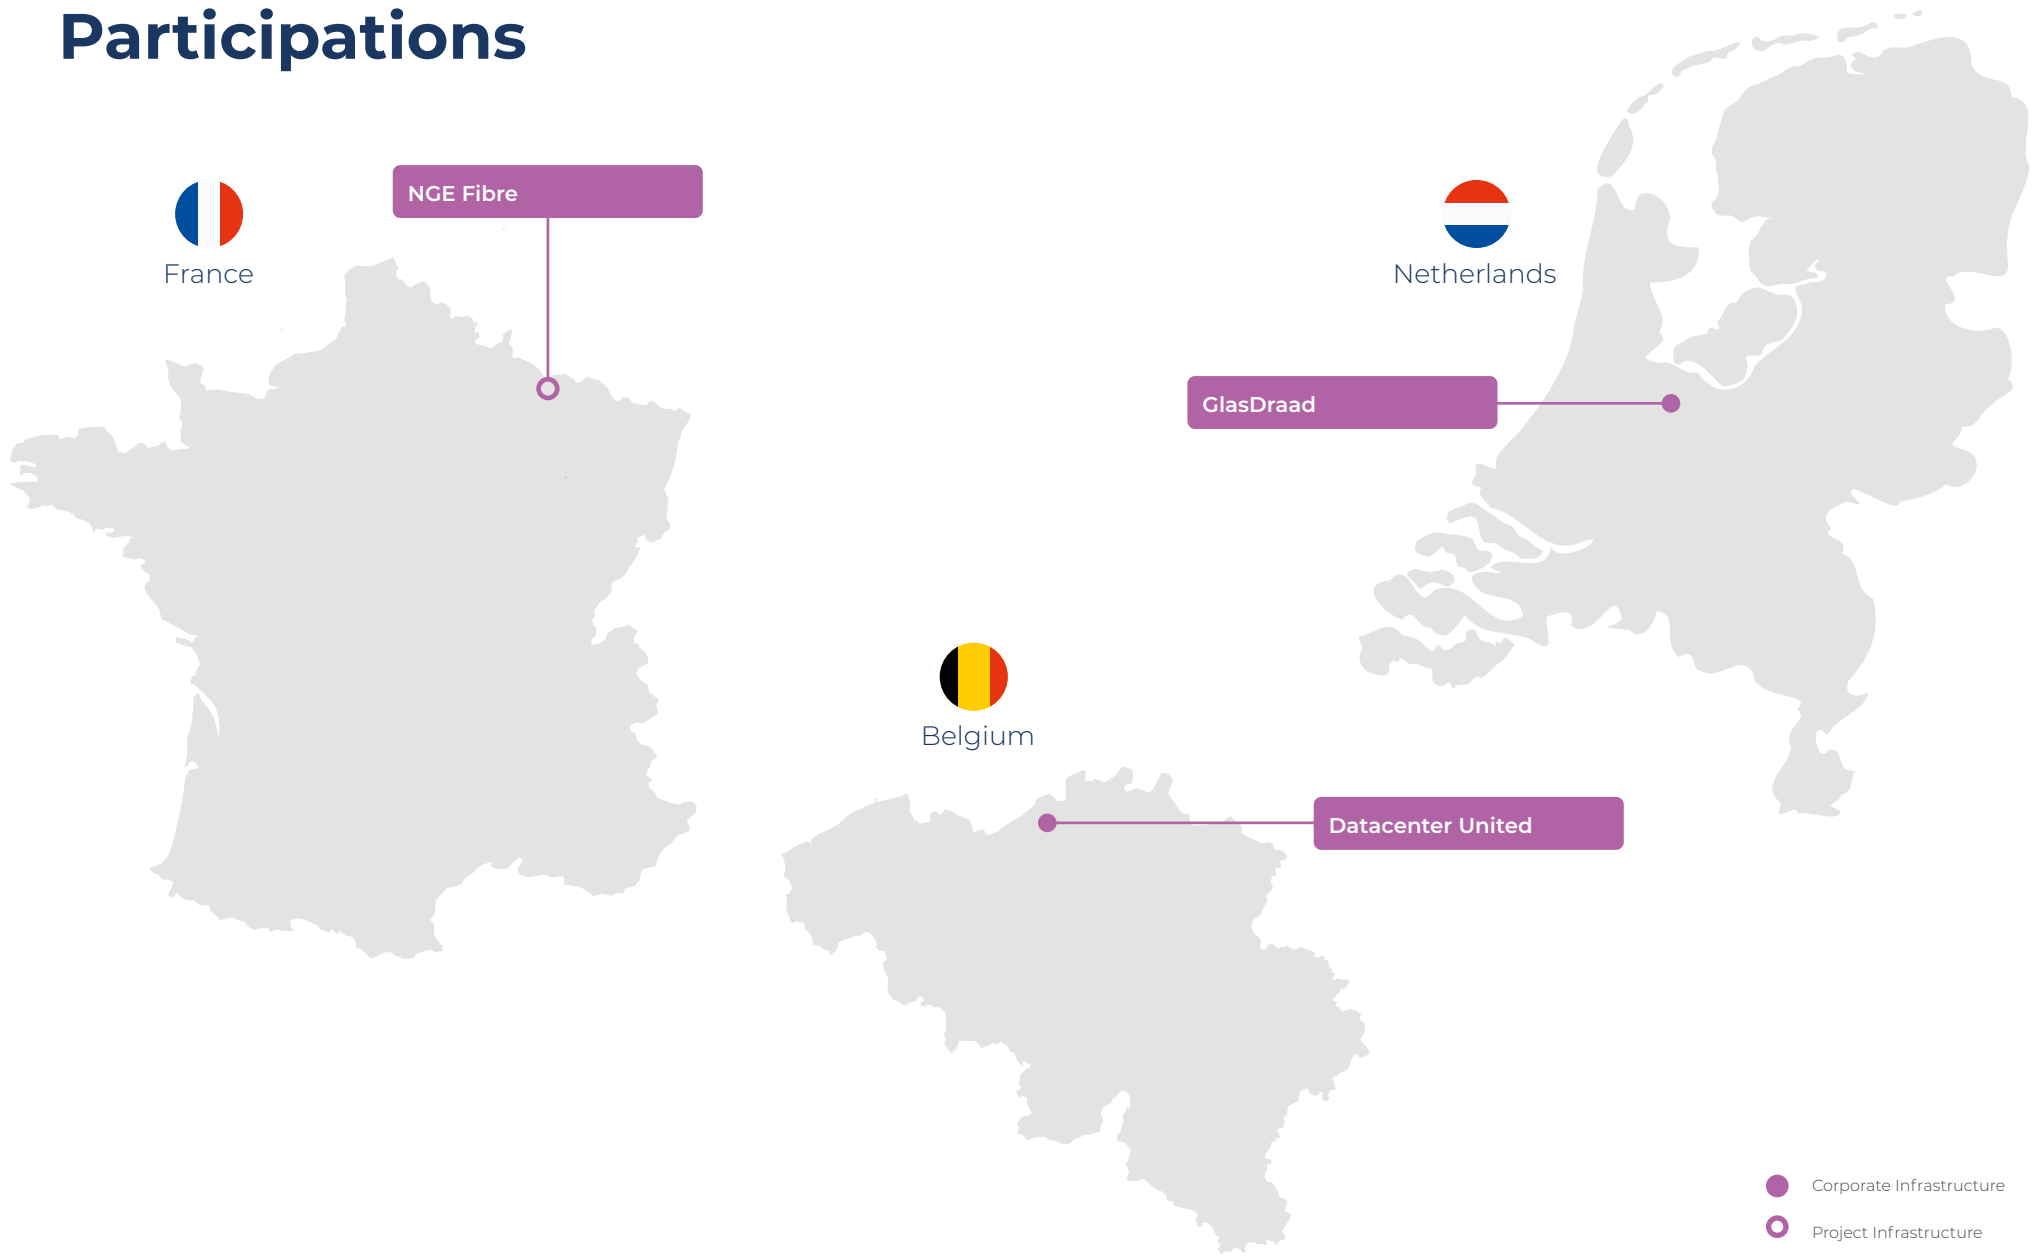 Participations
NGE Fibre
France
Netherlands
GlasDraad
Belgium
Datacenter United
Corporate Infrastructure
Project Infrastructure